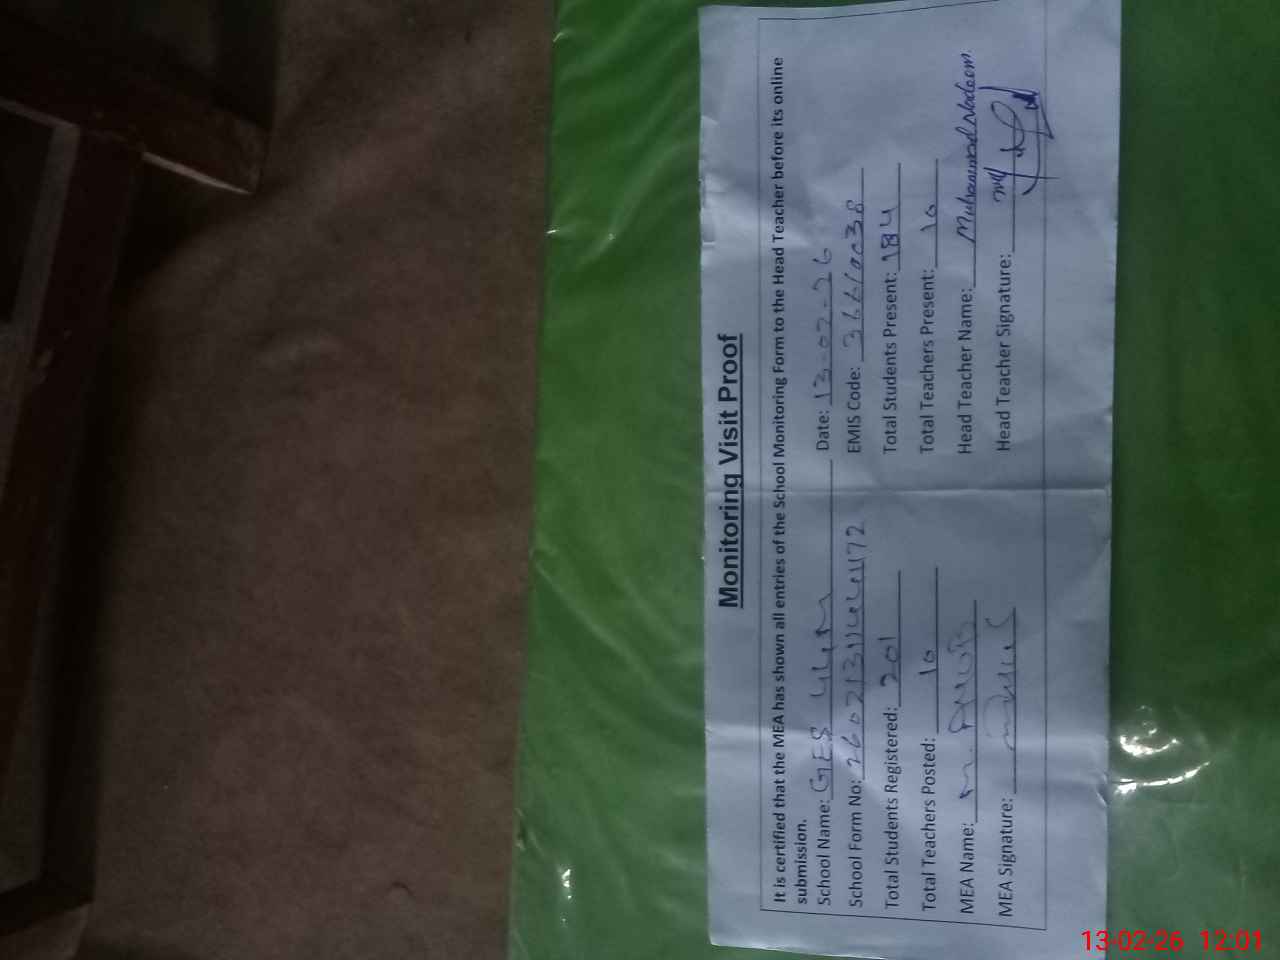 Monitoring Visit Proof
It is certified that the MEA has shown all entries of the School Monitoring Form to the Head Teacher before its online
submission.
School Name: GES Date: 13-02-26
School Form No: EMIS Code:
Total Students Registered: 201 Total Students Present: 184
Total Teachers Posted: 10 Total Teachers Present: 10
MEA Name: M. Head Teacher Name: Muhammad Nadeem
MEA Signature: Head Teacher Signature:
13-02-26 12:01